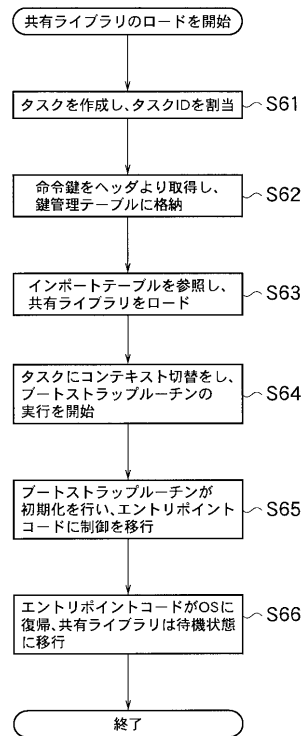 共有ライブラリのロードを開始
タスクを作成し、タスクIDを割当
S61
命令鍵をヘッダより取得し、
鍵管理テーブルに格納
S62
インポートテーブルを参照し、
共有ライブラリをロード
S63
タスクにコンテキスト切替をし、
ブートストラップルーチンの
実行を開始
S64
ブートストラップルーチンが
初期化を行い、エントリポイント
コードに制御を移行
S65
エントリポイントコードがOSに
復帰、共有ライブラリは待機状態
に移行
S66
終了